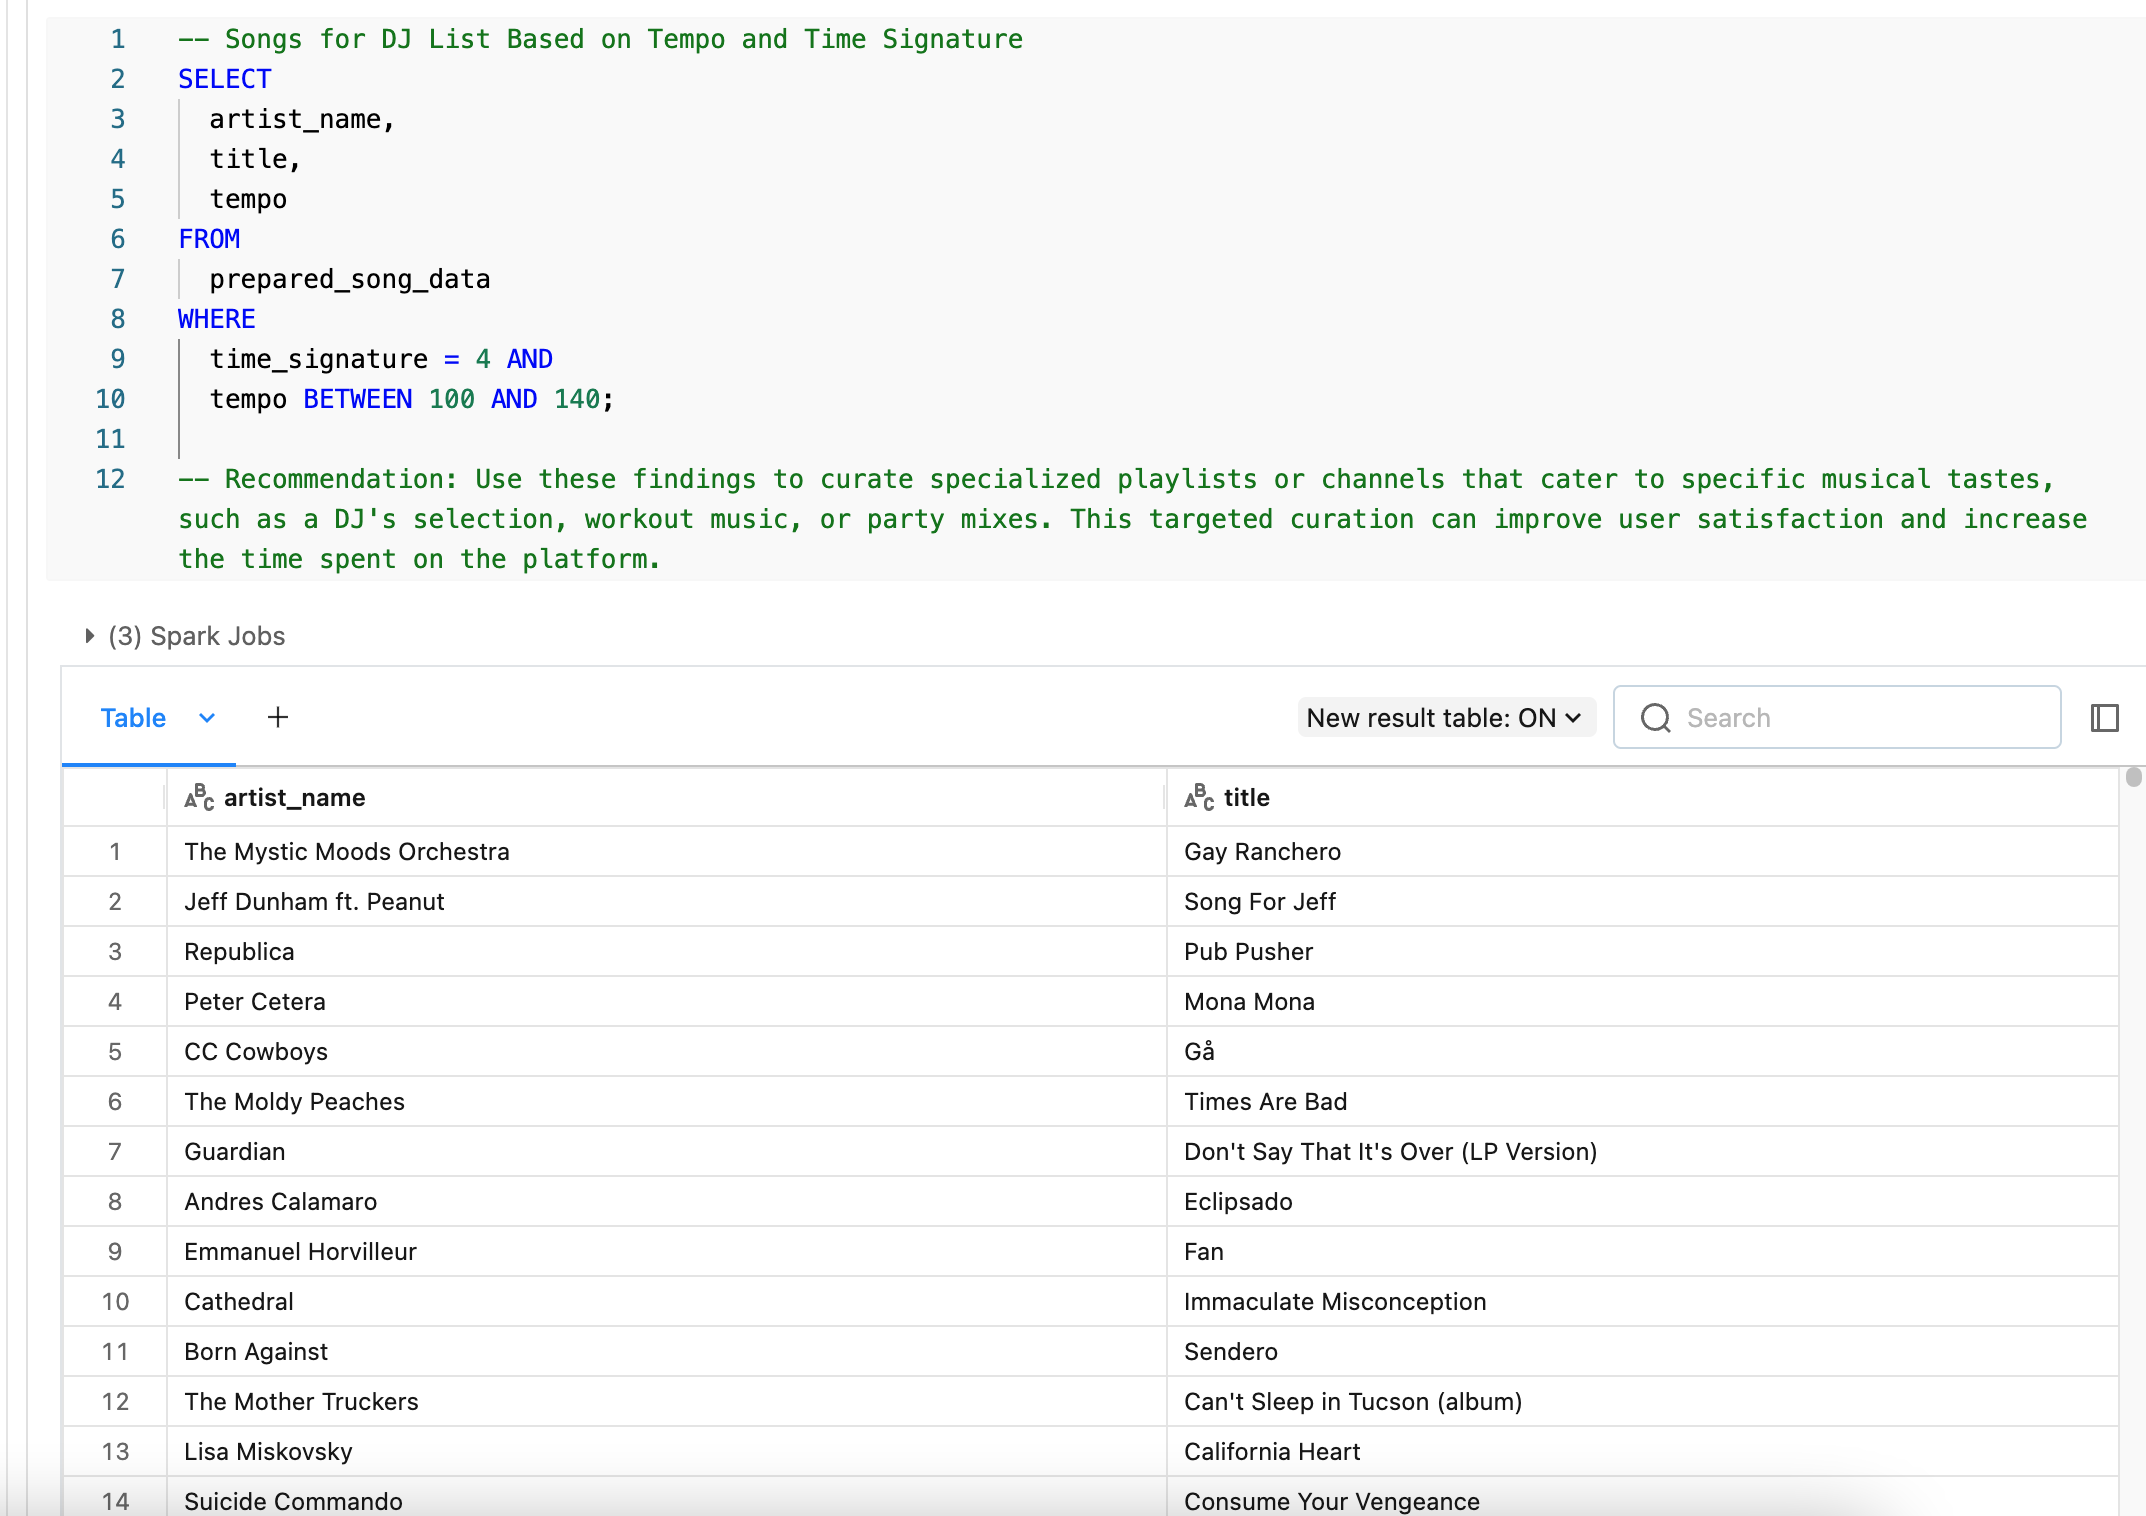 1 -- Songs for DJ List Based on Tempo and Time Signature
2 SELECT
3 artist_name,
4 title,
5 tempo
6 FROM
7 prepared_song_data
8 WHERE
9 time_signature = 4 AND
10 tempo BETWEEN 100 AND 140;
11
12 -- Recommendation: Use these findings to curate specialized playlists or channels that cater to specific musical tastes,
such as a DJ's selection, workout music, or party mixes. This targeted curation can improve user satisfaction and increase
the time spent on the platform.
(3) Spark Jobs
Table + New result table: ON Search
ABC artist_name ABC title
1 The Mystic Moods Orchestra Gay Ranchero
2 Jeff Dunham ft. Peanut Song For Jeff
3 Republica Pub Pusher
4 Peter Cetera Mona Mona
5 CC Cowboys Gå
6 The Moldy Peaches Times Are Bad
7 Guardian Don't Say That It's Over (LP Version)
8 Andres Calamaro Eclipsado
9 Emmanuel Horvilleur Fan
10 Cathedral Immaculate Misconception
11 Born Against Sendero
12 The Mother Truckers Can't Sleep in Tucson (album)
13 Lisa Miskovsky California Heart
14 Suicide Commando Consume Your Vengeance